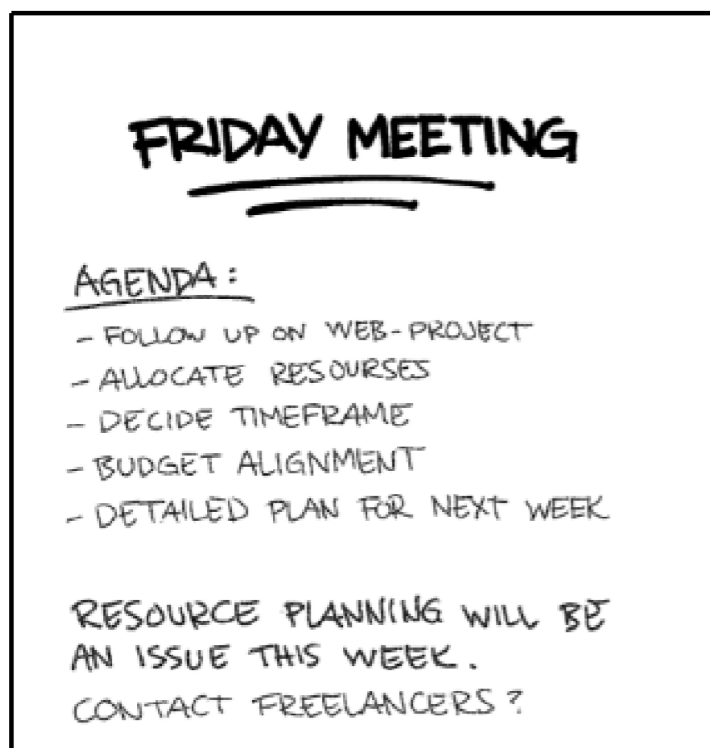 FRIDAY MEETING
AGENDA:
- FOLLOW UP ON WEB-PROJECT
- ALLOCATE RESOURSES
- DECIDE TIMEFRAME
- BUDGET ALIGNMENT
- DETAILED PLAN FOR NEXT WEEK
RESOURCE PLANNING WILL BE
AN ISSUE THIS WEEK.
CONTACT FREELANCERS?